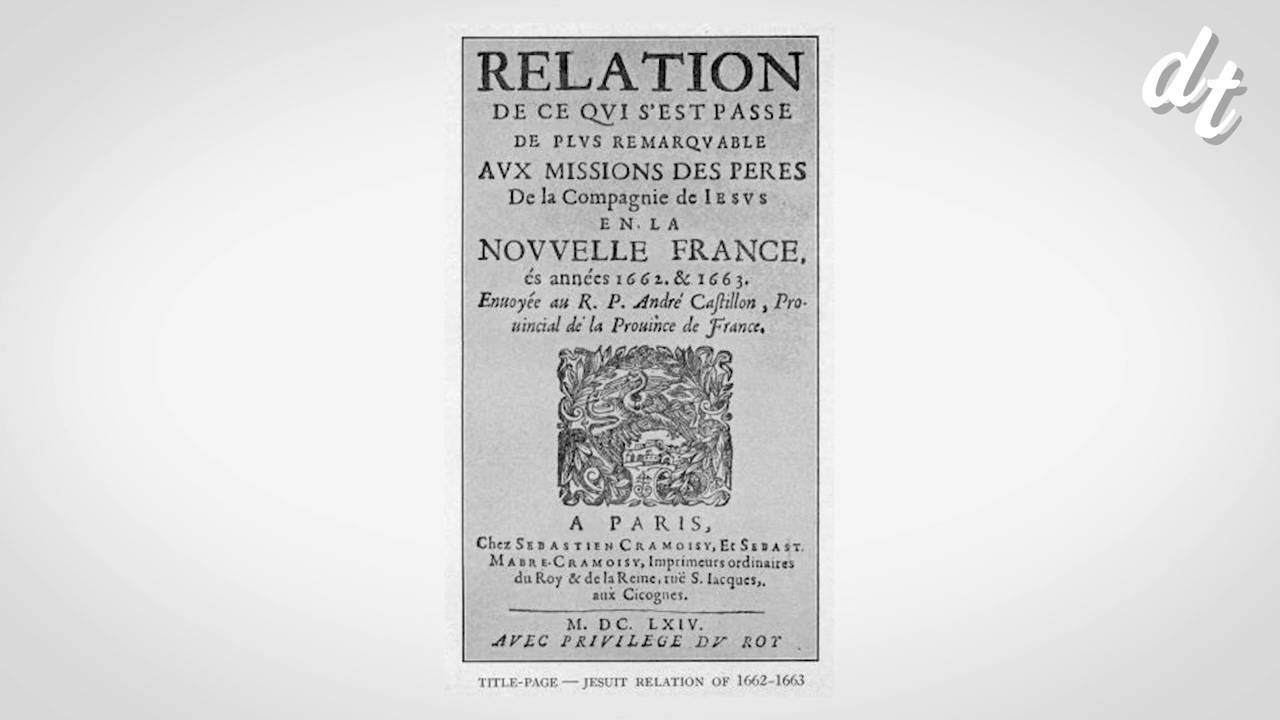 dt
RELATION
DE CE QVI S'EST PASSE
DE PLVS REMARQVABLE
AVX MISSIONS DES PERES
De la Compagnie de IESVS
EN LA
NOVVELLE FRANCE,
és années 1662. & 1663.
Enuoyée au R. P. André Caſtillon, Pro-
uincial de la Prouince de France.
A PARIS,
Chez SEBASTIEN CRAMOISY, Et SEBAST.
MABRE-CRAMOISY, Imprimeurs ordinaires
du Roy & de la Reine, ruë S. Iacques,
aux Cicognes.
M. DC. LXIV.
AVEC PRIVILEGE DV ROY.
TITLE-PAGE — JESUIT RELATION OF 1662–1663